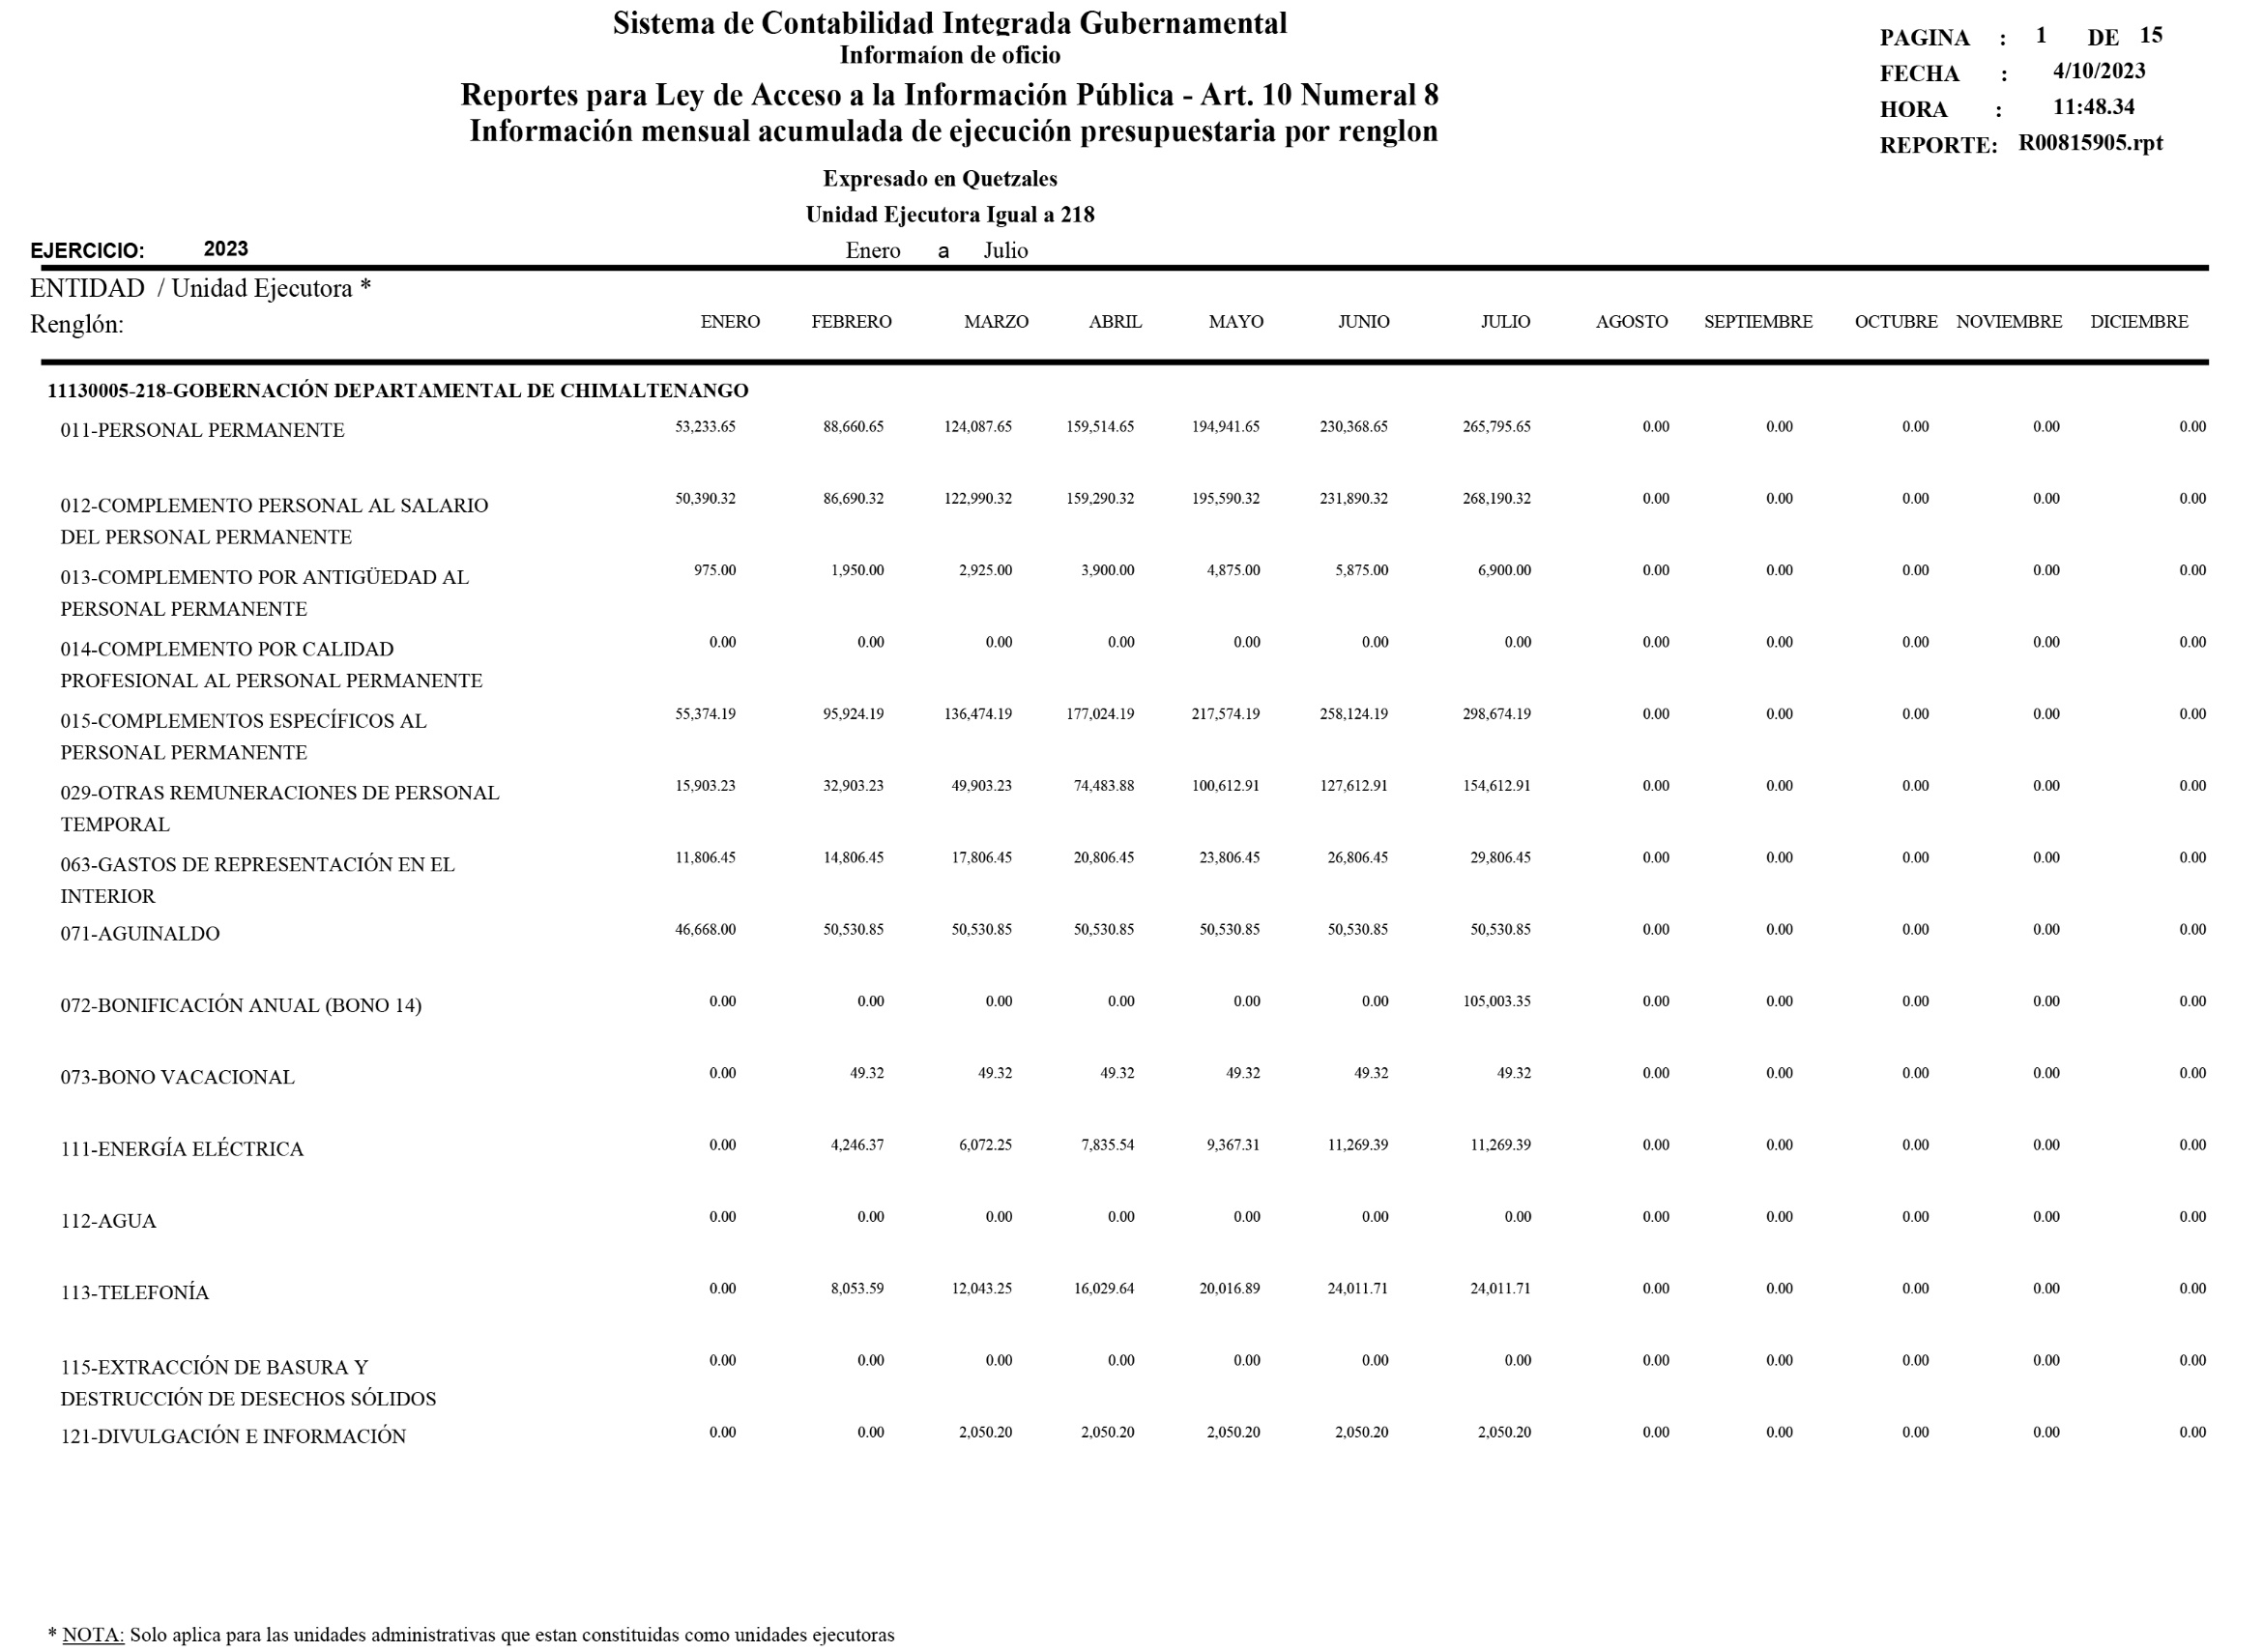 Sistema de Contabilidad Integrada Gubernamental
Informaíon de oficio
Reportes para Ley de Acceso a la Información Pública - Art. 10 Numeral 8
Información mensual acumulada de ejecución presupuestaria por renglon
Expresado en Quetzales
Unidad Ejecutora Igual a 218
PAGINA : 1 DE 15
FECHA : 4/10/2023
HORA : 11:48.34
REPORTE: R00815905.rpt
EJERCICIO: 2023 Enero a Julio
ENTIDAD / Unidad Ejecutora *
Renglón: ENERO FEBRERO MARZO ABRIL MAYO JUNIO JULIO AGOSTO SEPTIEMBRE OCTUBRE NOVIEMBRE DICIEMBRE
11130005-218-GOBERNACIÓN DEPARTAMENTAL DE CHIMALTENANGO
011-PERSONAL PERMANENTE 53,233.65 88,660.65 124,087.65 159,514.65 194,941.65 230,368.65 265,795.65 0.00 0.00 0.00 0.00 0.00
012-COMPLEMENTO PERSONAL AL SALARIO 50,390.32 86,690.32 122,990.32 159,290.32 195,590.32 231,890.32 268,190.32 0.00 0.00 0.00 0.00 0.00
DEL PERSONAL PERMANENTE
013-COMPLEMENTO POR ANTIGÜEDAD AL 975.00 1,950.00 2,925.00 3,900.00 4,875.00 5,875.00 6,900.00 0.00 0.00 0.00 0.00 0.00
PERSONAL PERMANENTE
014-COMPLEMENTO POR CALIDAD 0.00 0.00 0.00 0.00 0.00 0.00 0.00 0.00 0.00 0.00 0.00 0.00
PROFESIONAL AL PERSONAL PERMANENTE
015-COMPLEMENTOS ESPECÍFICOS AL 55,374.19 95,924.19 136,474.19 177,024.19 217,574.19 258,124.19 298,674.19 0.00 0.00 0.00 0.00 0.00
PERSONAL PERMANENTE
029-OTRAS REMUNERACIONES DE PERSONAL 15,903.23 32,903.23 49,903.23 74,483.88 100,612.91 127,612.91 154,612.91 0.00 0.00 0.00 0.00 0.00
TEMPORAL
063-GASTOS DE REPRESENTACIÓN EN EL 11,806.45 14,806.45 17,806.45 20,806.45 23,806.45 26,806.45 29,806.45 0.00 0.00 0.00 0.00 0.00
INTERIOR
071-AGUINALDO 46,668.00 50,530.85 50,530.85 50,530.85 50,530.85 50,530.85 50,530.85 0.00 0.00 0.00 0.00 0.00
072-BONIFICACIÓN ANUAL (BONO 14) 0.00 0.00 0.00 0.00 0.00 0.00 105,003.35 0.00 0.00 0.00 0.00 0.00
073-BONO VACACIONAL 0.00 49.32 49.32 49.32 49.32 49.32 49.32 0.00 0.00 0.00 0.00 0.00
111-ENERGÍA ELÉCTRICA 0.00 4,246.37 6,072.25 7,835.54 9,367.31 11,269.39 11,269.39 0.00 0.00 0.00 0.00 0.00
112-AGUA 0.00 0.00 0.00 0.00 0.00 0.00 0.00 0.00 0.00 0.00 0.00 0.00
113-TELEFONÍA 0.00 8,053.59 12,043.25 16,029.64 20,016.89 24,011.71 24,011.71 0.00 0.00 0.00 0.00 0.00
115-EXTRACCIÓN DE BASURA Y 0.00 0.00 0.00 0.00 0.00 0.00 0.00 0.00 0.00 0.00 0.00 0.00
DESTRUCCIÓN DE DESECHOS SÓLIDOS
121-DIVULGACIÓN E INFORMACIÓN 0.00 0.00 2,050.20 2,050.20 2,050.20 2,050.20 2,050.20 0.00 0.00 0.00 0.00 0.00
* NOTA: Solo aplica para las unidades administrativas que estan constituidas como unidades ejecutoras